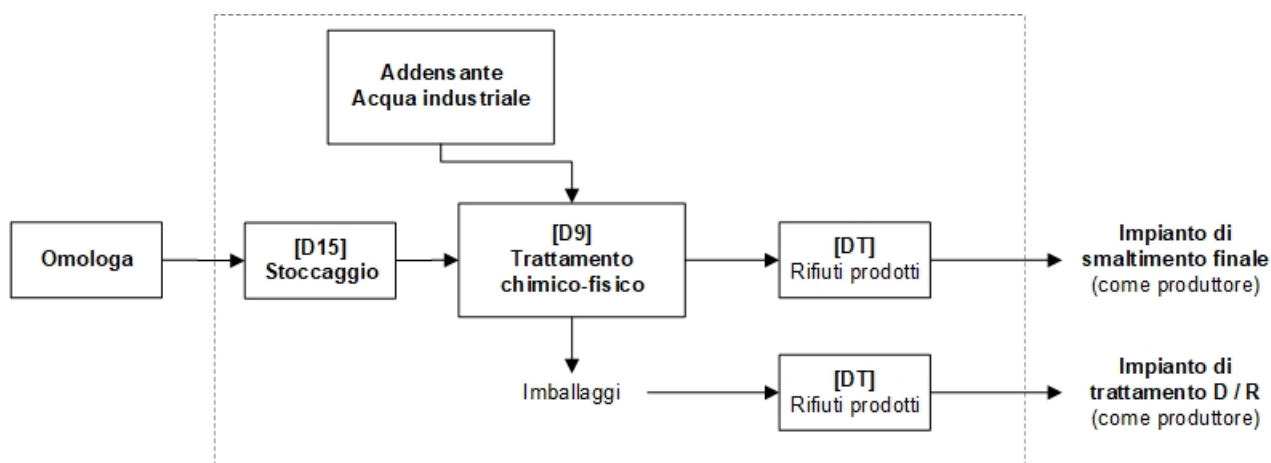 Addensante
Acqua industriale
Omologa
[D15]
Stoccaggio
[D9]
Trattamento
chimico-fisico
[DT]
Rifiuti prodotti
Impianto di
smaltimento finale
(come produttore)
Imballaggi
[DT]
Rifiuti prodotti
Impianto di
trattamento D / R
(come produttore)